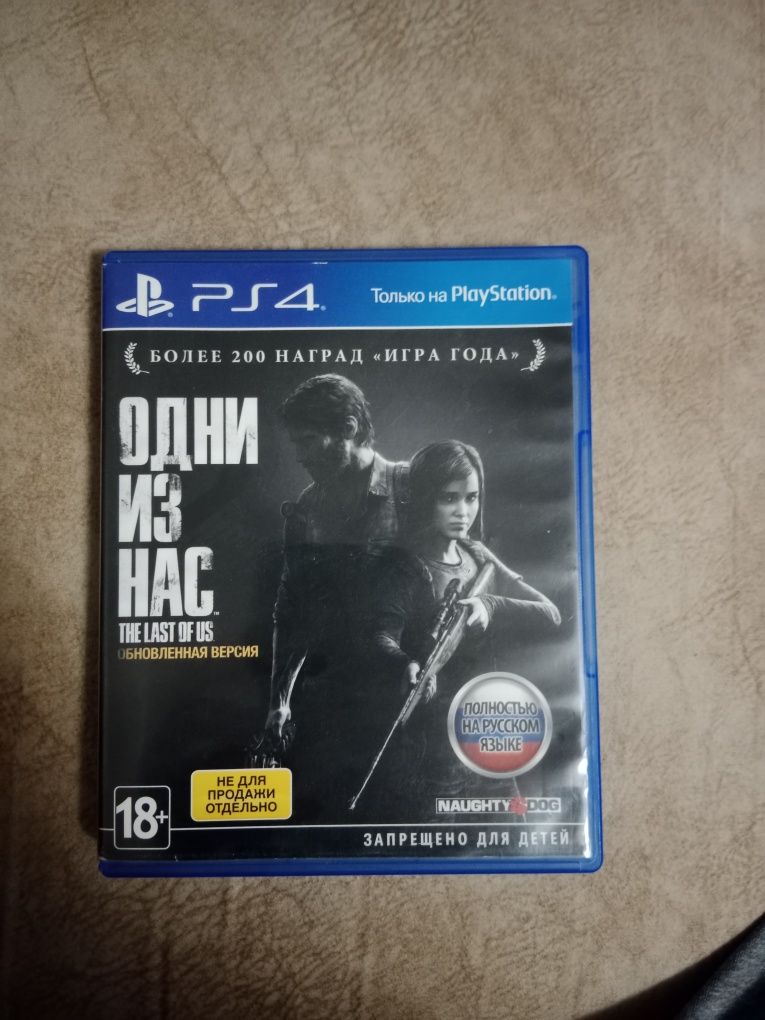 PS4
Только на PlayStation
БОЛЕЕ 200 НАГРАД «ИГРА ГОДА»
ОДНИ
ИЗ
НАС
THE LAST OF US
ОБНОВЛЕННАЯ ВЕРСИЯ
ПОЛНОСТЬЮ
НА РУССКОМ
ЯЗЫКЕ
НЕ ДЛЯ
ПРОДАЖИ
ОТДЕЛЬНО
18+
NAUGHTY DOG
ЗАПРЕЩЕНО ДЛЯ ДЕТЕЙ